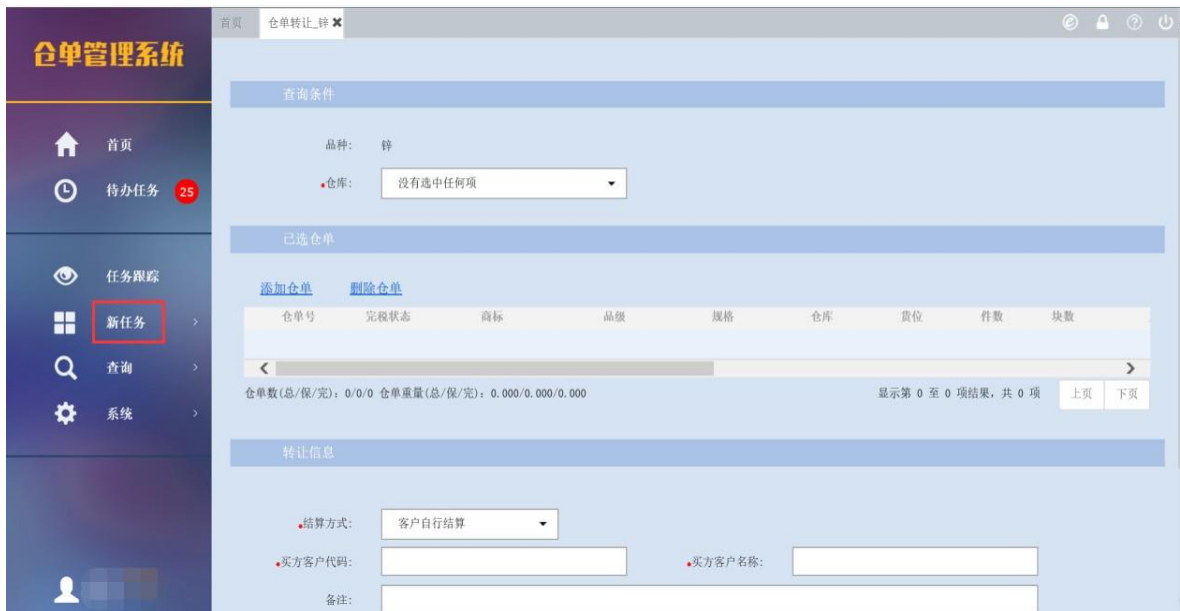 首页 仓单转让_锌
仓单管理系统
首页
待办任务 25
任务跟踪
新任务
查询
系统
查询条件
品种: 锌
仓库: 没有选中任何项
已选仓单
添加仓单 删除仓单
仓单号 完税状态 商标 品级 规格 仓库 货位 件数 块数
仓单数(总/保/完): 0/0/0 仓单重量(总/保/完): 0.000/0.000/0.000 显示第 0 至 0 项结果, 共 0 项 上页 下页
转让信息
结算方式: 客户自行结算
买方客户代码: 买方客户名称:
备注: